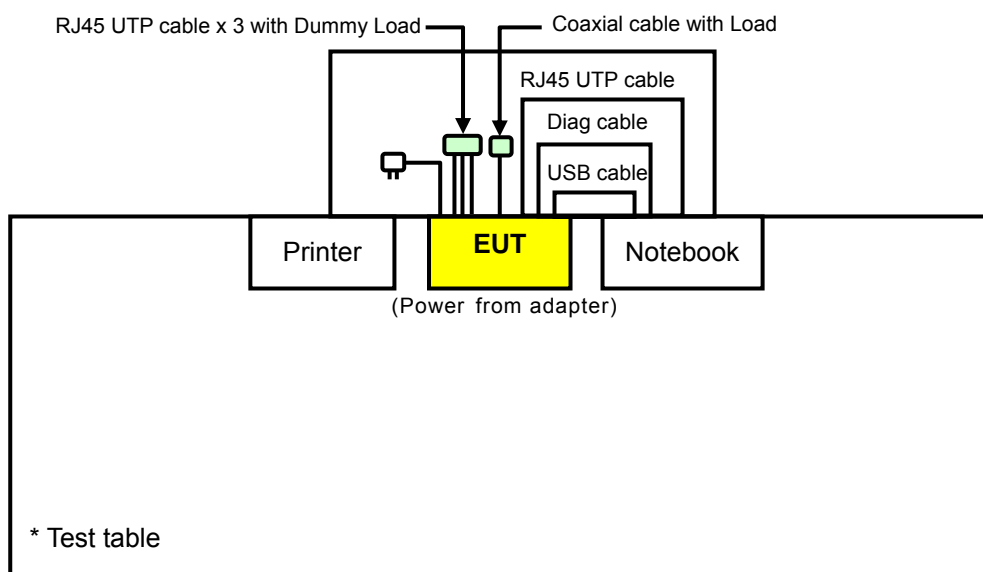 RJ45 UTP cable x 3 with Dummy Load
Coaxial cable with Load
RJ45 UTP cable
Diag cable
USB cable
Printer
EUT
Notebook
(Power from adapter)
* Test table